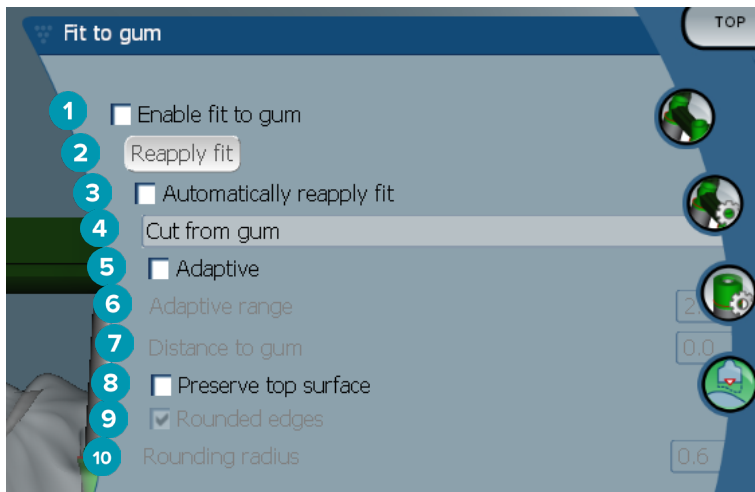 Fit to gum
TOP
1 Enable fit to gum
2 Reapply fit
3 Automatically reapply fit
4 Cut from gum
5 Adaptive
6 Adaptive range 2.
7 Distance to gum 0.0
8 Preserve top surface
9 Rounded edges
10 Rounding radius 0.6